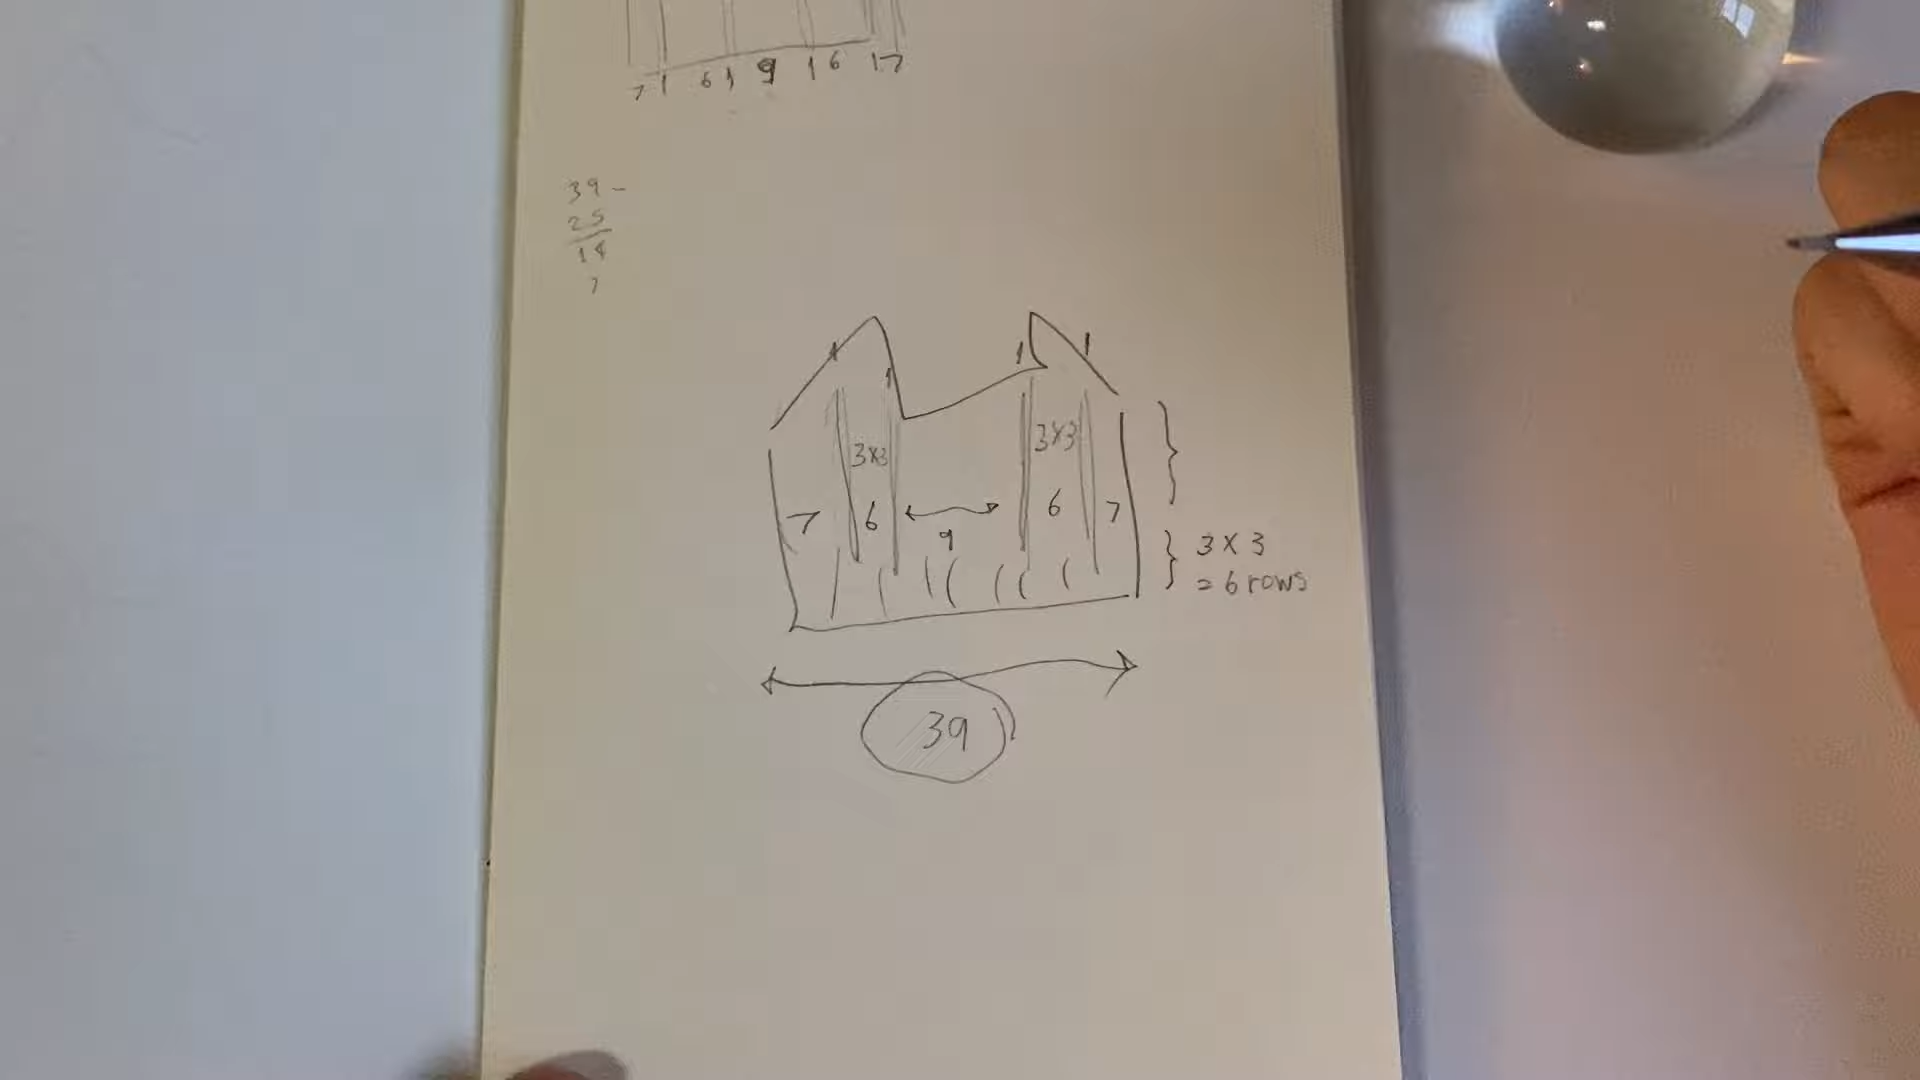 7 1 6 1 9 1 6 1 7
39 -
25
14
7
1 1 1 1
3x3 3x3
7 6 9 6 7
3 x 3
= 6 rows
39